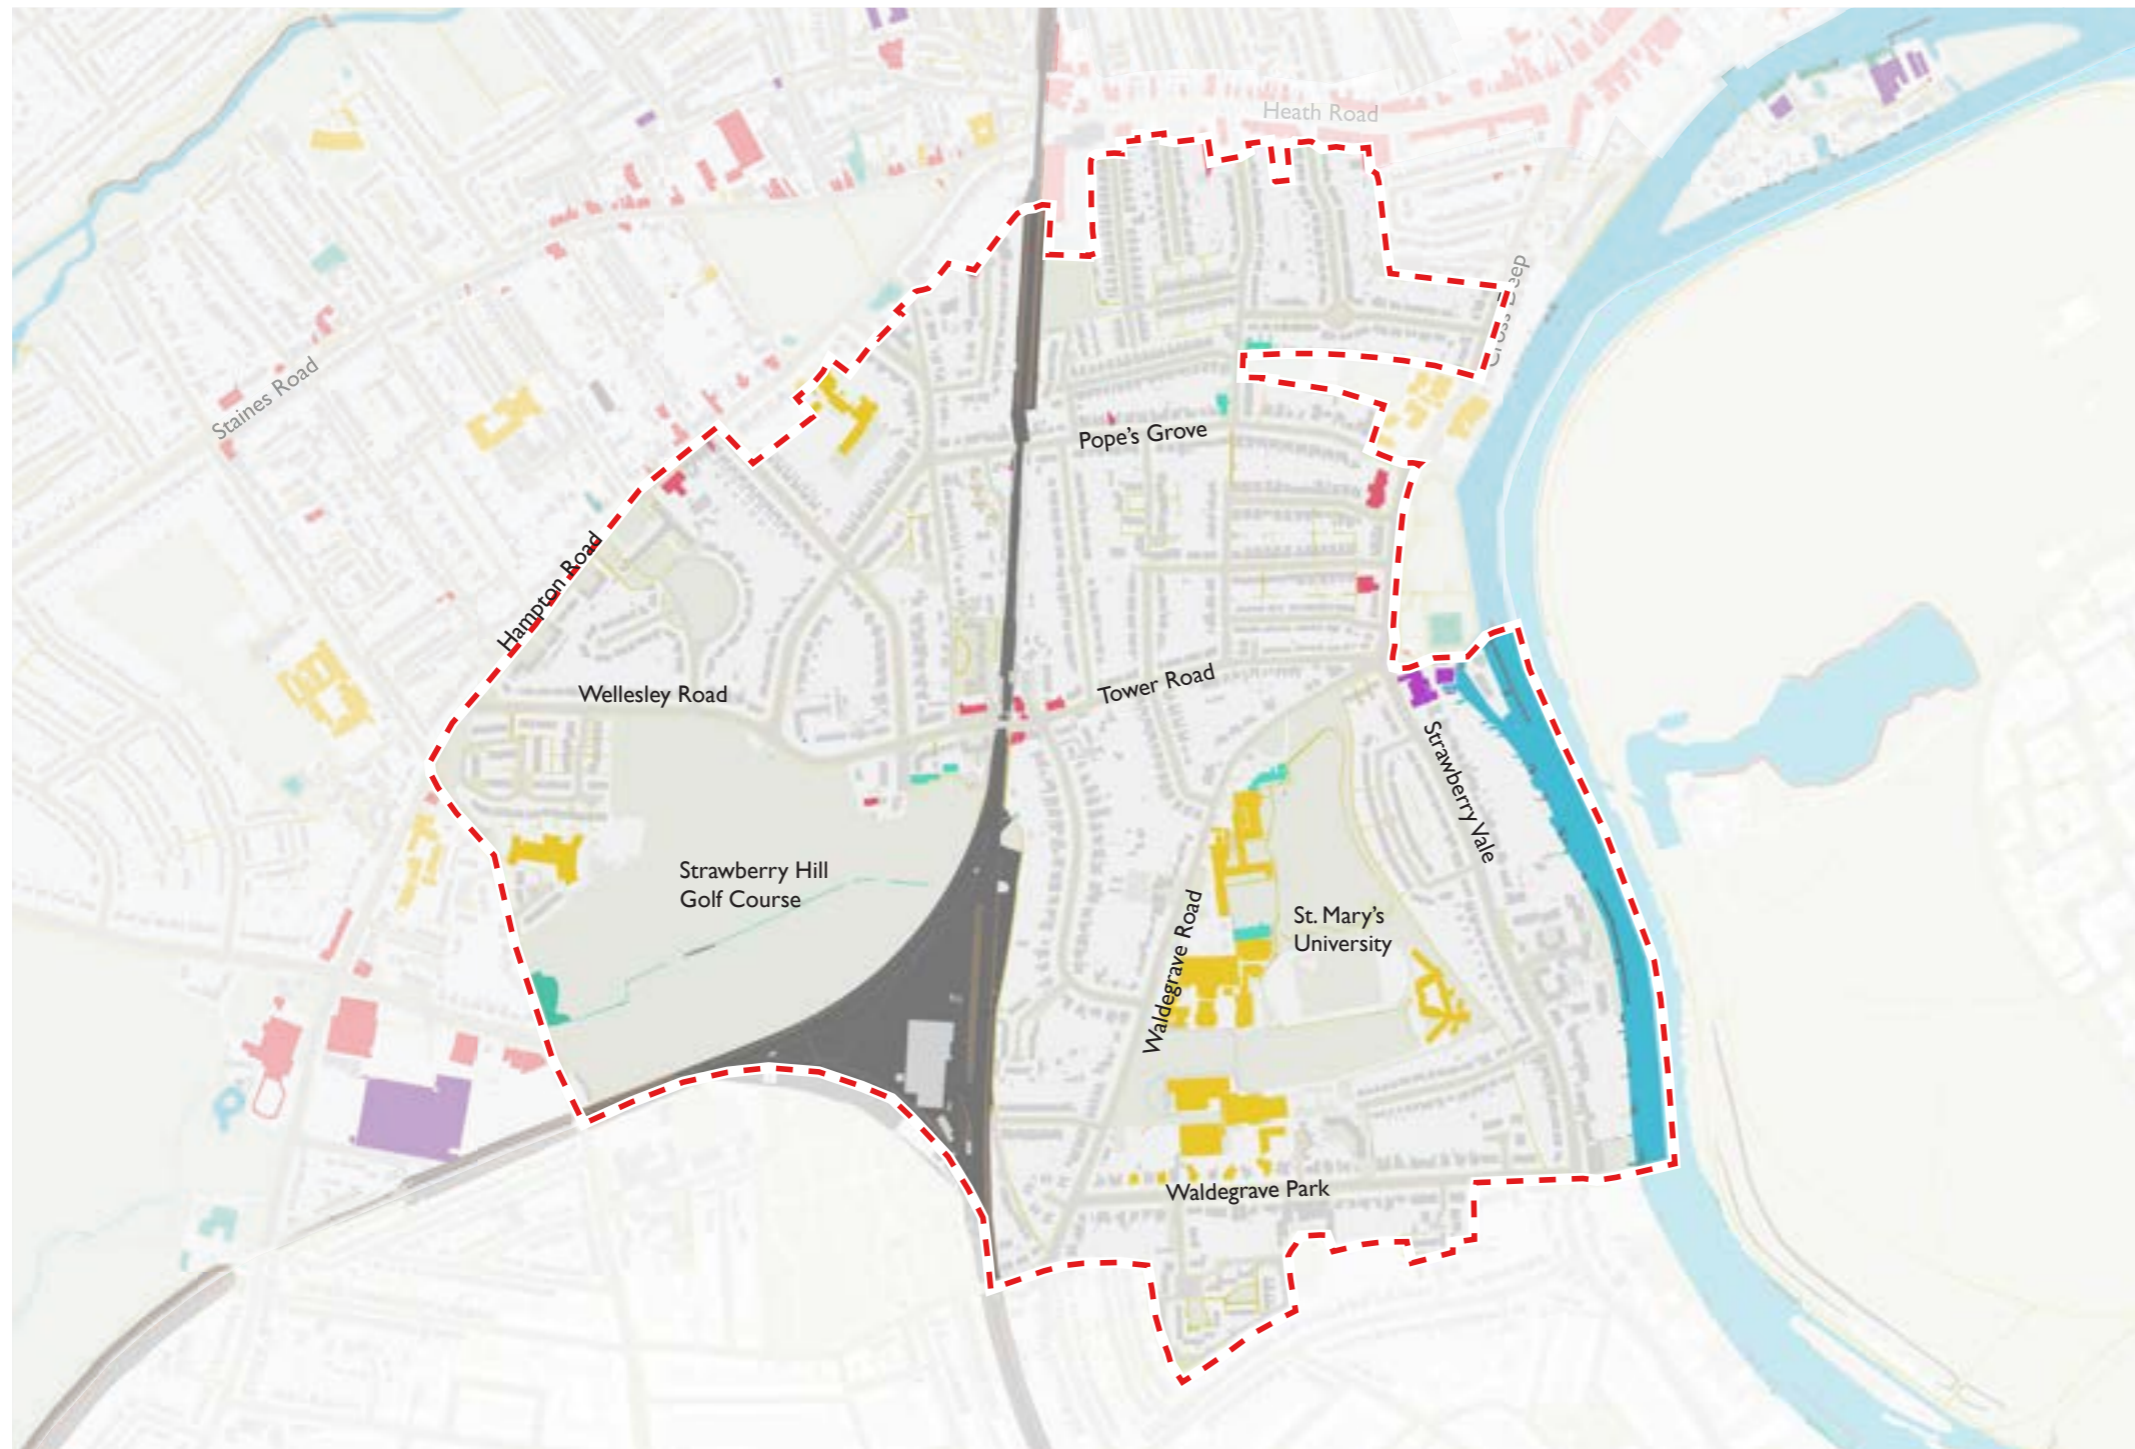 Heath Road
Staines Road
Pope's Grove
Hampton Road
Wellesley Road
Tower Road
Strawberry Vale
Strawberry Hill
Golf Course
Waldegrave Road
St. Mary's
University
Waldegrave Park